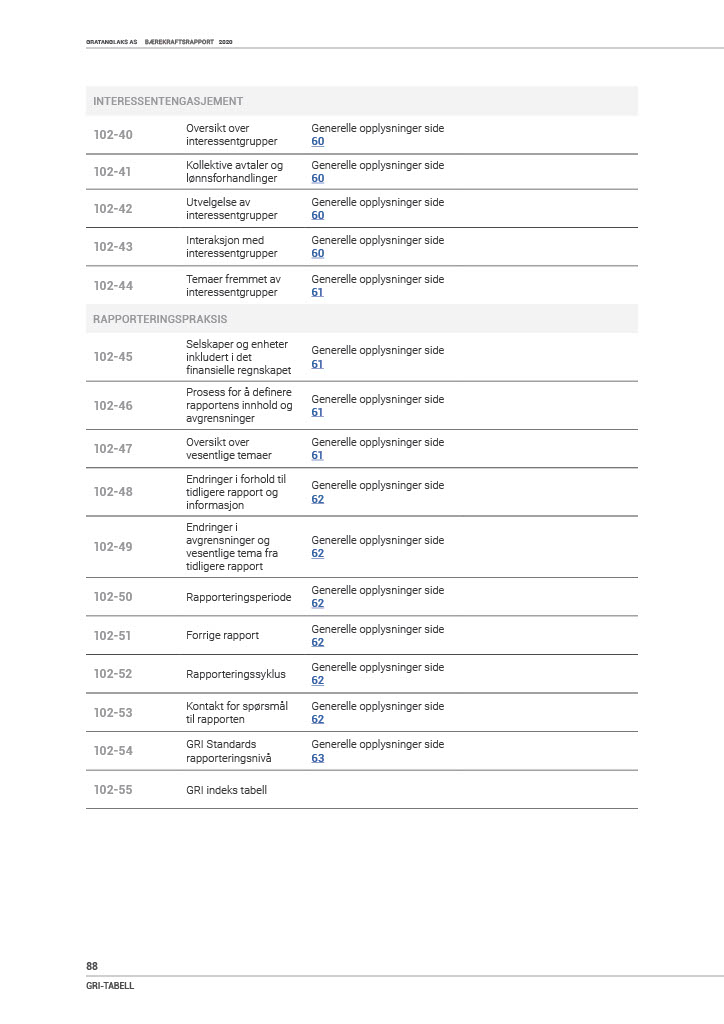 GRATANGLAKS AS BÆREKRAFTSRAPPORT 2020
INTERESSENTENGASJEMENT
102-40
Oversikt over
interessentgrupper
Generelle opplysninger side
60
102-41
Kollektive avtaler og
lønnsforhandlinger
Generelle opplysninger side
60
102-42
Utvelgelse av
interessentgrupper
Generelle opplysninger side
60
102-43
Interaksjon med
interessentgrupper
Generelle opplysninger side
60
102-44
Temaer fremmet av
interessentgrupper
Generelle opplysninger side
61
RAPPORTERINGSPRAKSIS
102-45
Selskaper og enheter
inkludert i det
finansielle regnskapet
Generelle opplysninger side
61
102-46
Prosess for å definere
rapportens innhold og
avgrensninger
Generelle opplysninger side
61
102-47
Oversikt over
vesentlige temaer
Generelle opplysninger side
61
102-48
Endringer i forhold til
tidligere rapport og
informasjon
Generelle opplysninger side
62
102-49
Endringer i
avgrensninger og
vesentlige tema fra
tidligere rapport
Generelle opplysninger side
62
102-50
Rapporteringsperiode
Generelle opplysninger side
62
102-51
Forrige rapport
Generelle opplysninger side
62
102-52
Rapporteringssyklus
Generelle opplysninger side
62
102-53
Kontakt for spørsmål
til rapporten
Generelle opplysninger side
62
102-54
GRI Standards
rapporteringsnivå
Generelle opplysninger side
63
102-55
GRI indeks tabell
88
GRI-TABELL